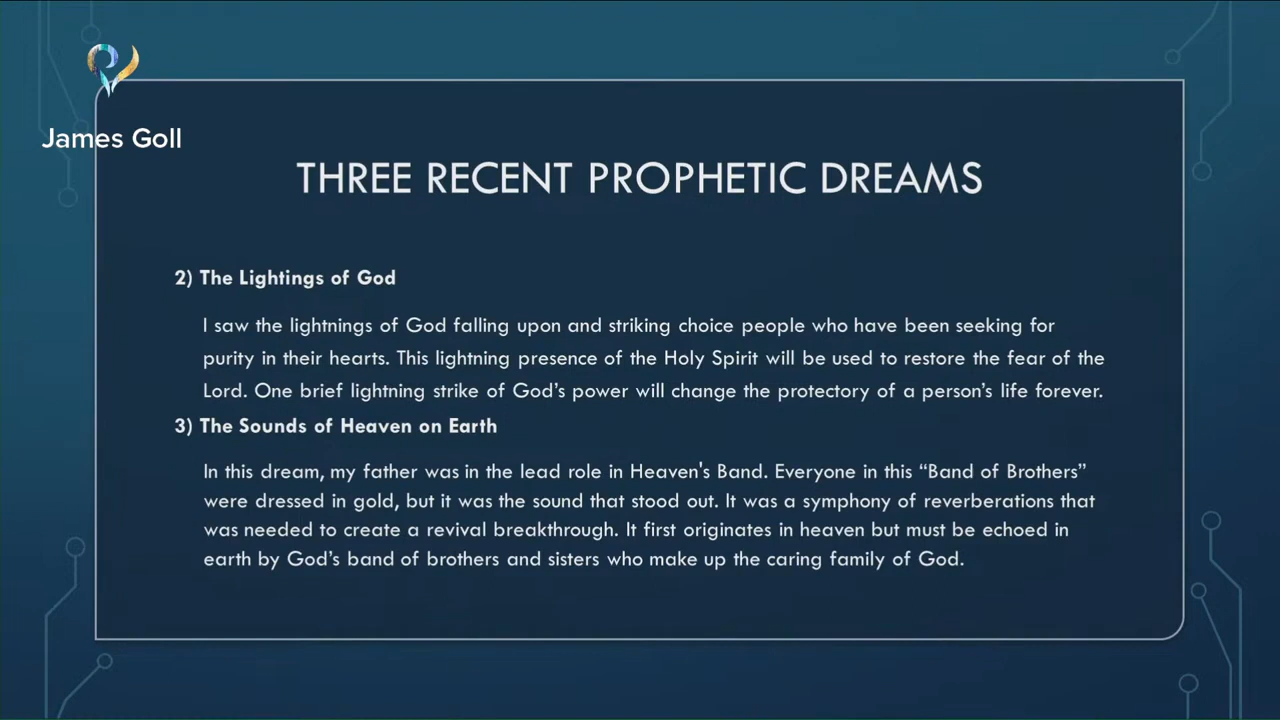 James Goll
THREE RECENT PROPHETIC DREAMS
2) The Lightings of God
I saw the lightnings of God falling upon and striking choice people who have been seeking for
purity in their hearts. This lightning presence of the Holy Spirit will be used to restore the fear of the
Lord. One brief lightning strike of God’s power will change the protectory of a person’s life forever.
3) The Sounds of Heaven on Earth
In this dream, my father was in the lead role in Heaven's Band. Everyone in this “Band of Brothers”
were dressed in gold, but it was the sound that stood out. It was a symphony of reverberations that
was needed to create a revival breakthrough. It first originates in heaven but must be echoed in
earth by God’s band of brothers and sisters who make up the caring family of God.